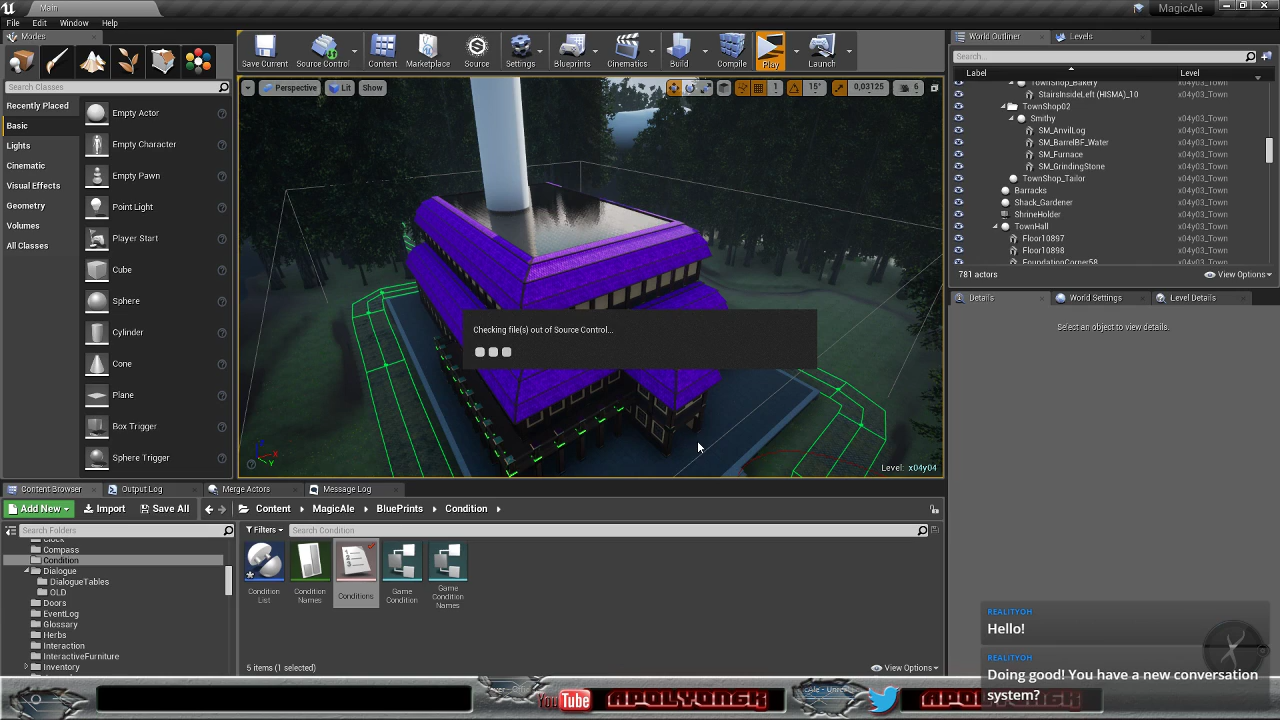 Main
MagicAle
File Edit Window Help
Modes
Search Classes
Recently Placed
Basic
Lights
Cinematic
Visual Effects
Geometry
Volumes
All Classes
Empty Actor
Empty Character
Empty Pawn
Point Light
Player Start
Cube
Sphere
Cylinder
Cone
Plane
Box Trigger
Sphere Trigger
Save Current Source Control Content Marketplace Source Settings Blueprints Cinematics Build Compile Play Launch
Perspective Lit Show
1 15° 0,03125 6
Checking file(s) out of Source Control...
Level: x04y04
World Outliner Levels
Search...
Label Level
TownShop_Bakery x04y03_Town
StairsInsideLeft (HISMA)_10 x04y03_Town
TownShop02
Smithy x04y03_Town
SM_AnvilLog x04y03_Town
SM_BarrelBF_Water x04y03_Town
SM_Furnace x04y03_Town
SM_GrindingStone x04y03_Town
TownShop_Tailor x04y03_Town
Barracks x04y03_Town
Shack_Gardener x04y03_Town
ShrineHolder x04y03_Town
TownHall x04y03_Town
Floor10897 x04y03_Town
Floor10898 x04y03_Town
FoundationCorner58 x04y03_Town
781 actors View Options
Details World Settings Level Details
Select an object to view details.
Content Browser Output Log Merge Actors Message Log
Add New Import Save All Content MagicAle BluePrints Condition
Search Folders
Filters Search Condition
Clock
Compass
Condition
Dialogue
DialogueTables
OLD
Doors
EventLog
Glossary
Herbs
Interaction
InteractiveFurniture
Inventory
Condition List
Condition Names
Conditions
Game Condition
Game Condition Names
5 items (1 selected) View Options
REALITYOH
Hello!
REALITYOH
Doing good! You have a new conversation
system?
YouTube APOLYONGK